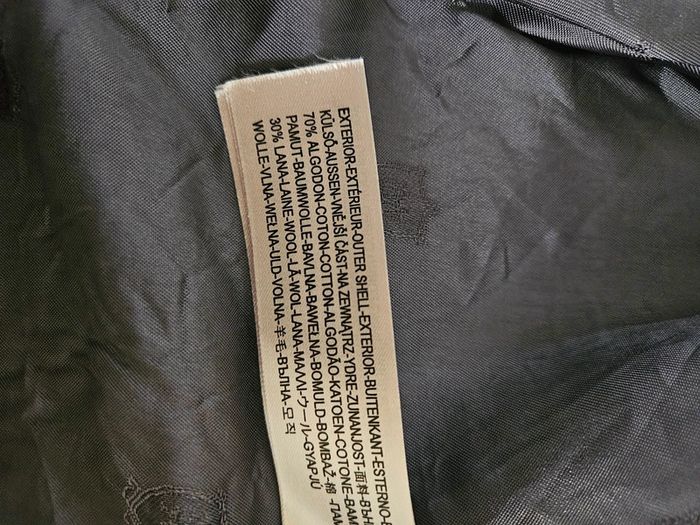 EXTERIOR-EXTÉRIEUR-OUTER SHELL-EXTERIOR-BUITENKANT-ESTERNO-
KÜLSŐ-AUSSEN-VNĚJŠÍ ČÁST-NA ZEWNĄTRZ-YDRE-ZUNANJOST-面料-ВЪН
70% ALGODON-COTON-COTTON-ALGODÃO-KATOEN-COTONE-BAM
PAMUT-BAUMWOLLE-BAVLNA-BAWEŁNA-BOMULD-BOMBAŽ-棉-ПАМ
30% LANA-LAINE-WOOL-LÃ-WOL-LANA-ΜΑΛΛΙ-ウール-GYAPJÚ
WOLLE-VLNA-WEŁNA-ULD-VOLNA-羊毛-ВЪЛНА-모 직